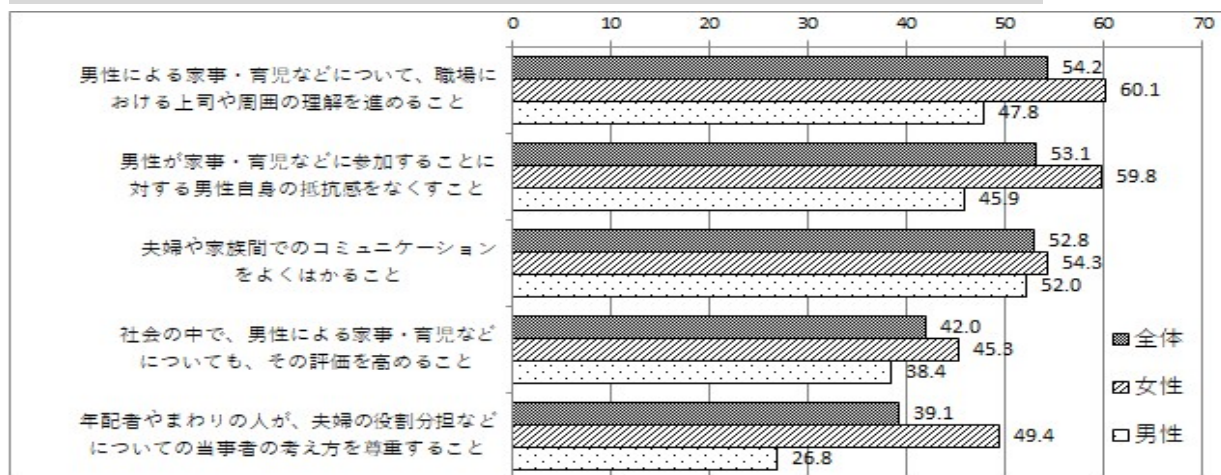 0 10 20 30 40 50 60 70
男性による家事・育児などについて、職場に
おける上司や周囲の理解を進めること
54.2
60.1
47.8
男性が家事・育児などに参加することに
対する男性自身の抵抗感をなくすこと
53.1
59.8
45.9
夫婦や家族間でのコミュニケーション
をよくはかること
52.8
54.3
52.0
社会の中で、男性による家事・育児など
についても、その評価を高めること
42.0
45.3
38.4
年配者やまわりの人が、夫婦の役割分担など
についての当事者の考え方を尊重すること
39.1
49.4
26.8
全体
女性
男性